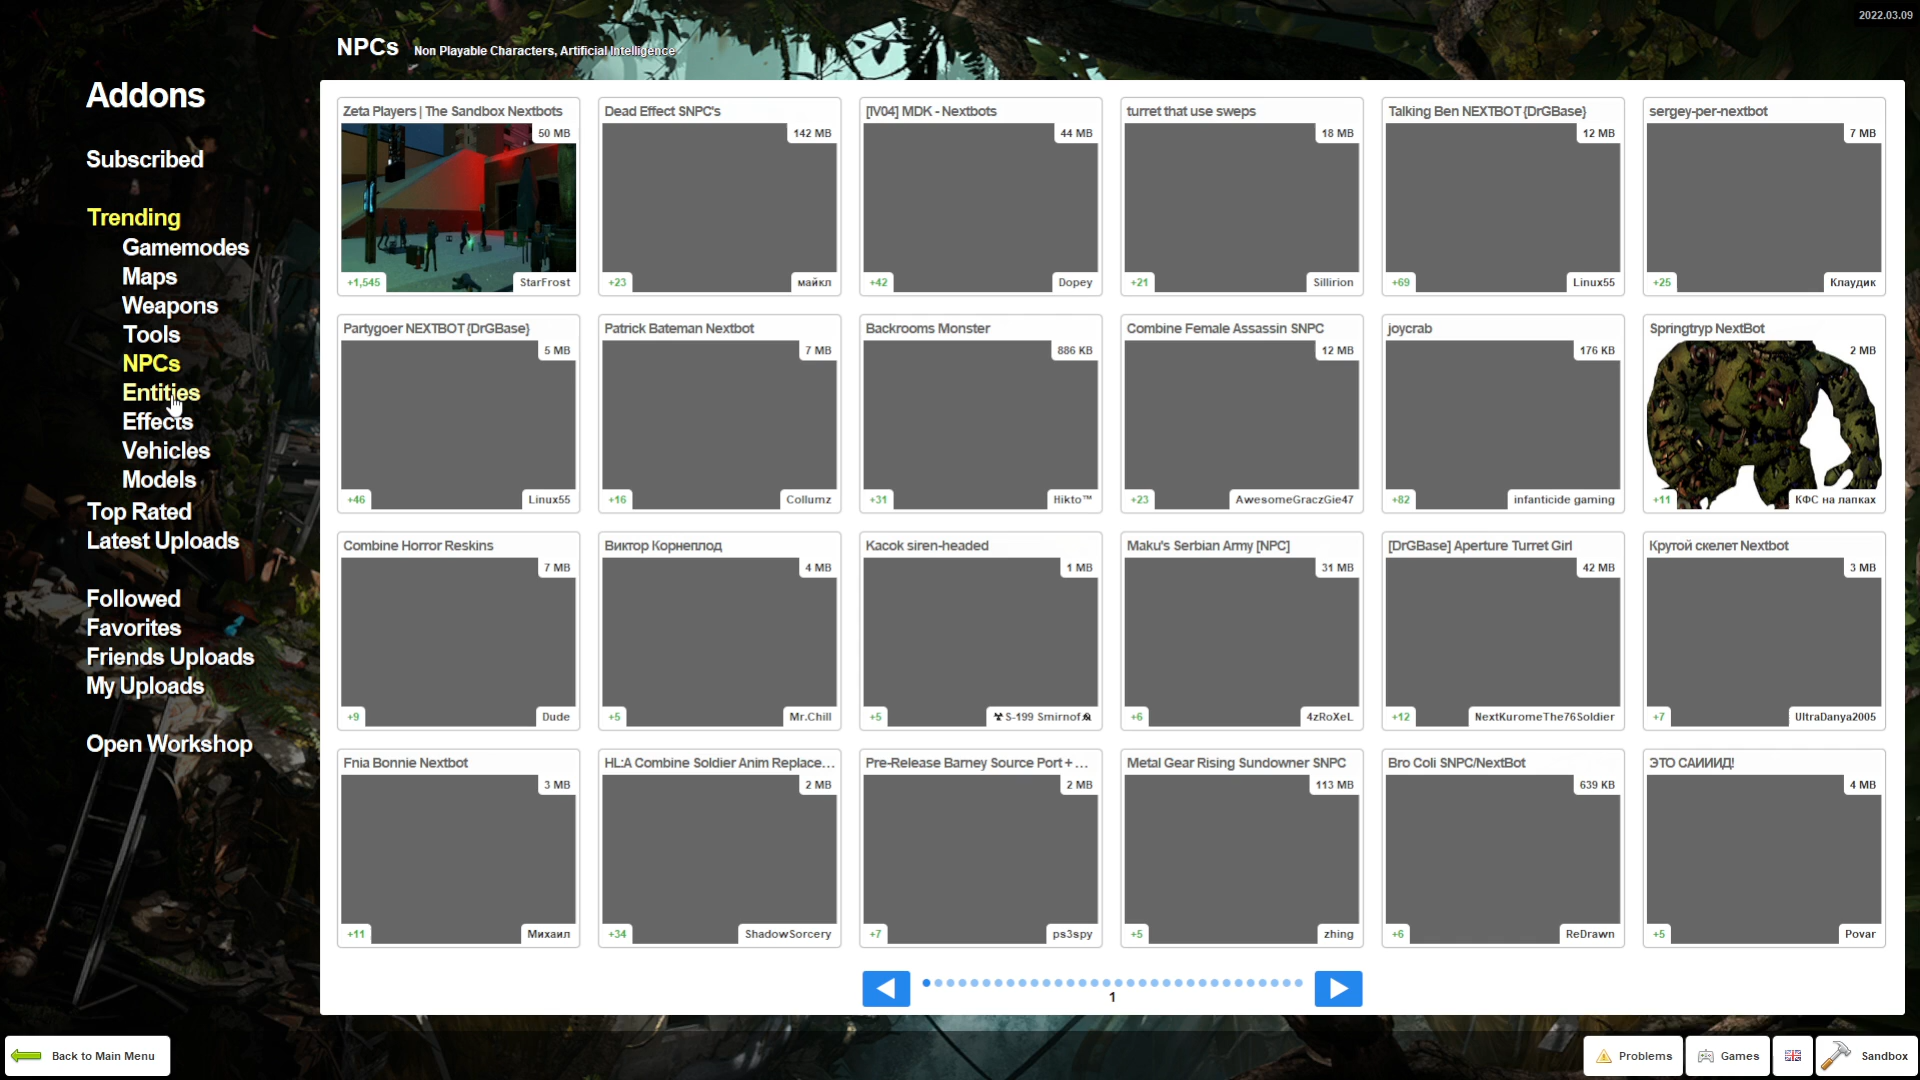 2022.03.09
NPCs Non Playable Characters, Artificial Intelligence
Addons
Subscribed
Trending
Gamemodes
Maps
Weapons
Tools
NPCs
Entities
Effects
Vehicles
Models
Top Rated
Latest Uploads
Followed
Favorites
Friends Uploads
My Uploads
Open Workshop
Zeta Players | The Sandbox Nextbots
50 MB
+1,545 StarFrost
Dead Effect SNPC's
142 MB
+23 майкл
[IV04] MDK - Nextbots
44 MB
+42 Dopey
turret that use sweps
18 MB
+21 Sillirion
Talking Ben NEXTBOT {DrGBase}
12 MB
+69 Linux55
sergey-per-nextbot
7 MB
+25 Клаудик
Partygoer NEXTBOT {DrGBase}
5 MB
+46 Linux55
Patrick Bateman Nextbot
7 MB
+16 Collumz
Backrooms Monster
886 KB
+31 Hikto™
Combine Female Assassin SNPC
12 MB
+23 AwesomeGraczGie47
joycrab
176 KB
+82 infanticide gaming
Springtryp NextBot
2 MB
+11 КФС на лапках
Combine Horror Reskins
7 MB
+9 Dude
Виктор Корнеплод
4 MB
+5 Mr.Chill
Kacok siren-headed
1 MB
+5 ☣S-199 Smirnof
Maku's Serbian Army [NPC]
31 MB
+6 4zRoXeL
[DrGBase] Aperture Turret Girl
42 MB
+12 NextKuromeThe76Soldier
Крутой скелет Nextbot
3 MB
+7 UltraDanya2005
Fnia Bonnie Nextbot
3 MB
+11 Михаил
HL:A Combine Soldier Anim Replace...
2 MB
+34 ShadowSorcery
Pre-Release Barney Source Port + ...
2 MB
+7 ps3spy
Metal Gear Rising Sundowner SNPC
113 MB
+5 zhing
Bro Coli SNPC/NextBot
639 KB
+6 ReDrawn
ЭТО САИИИД!
4 MB
+5 Povar
1
Back to Main Menu
Problems
Games
Sandbox